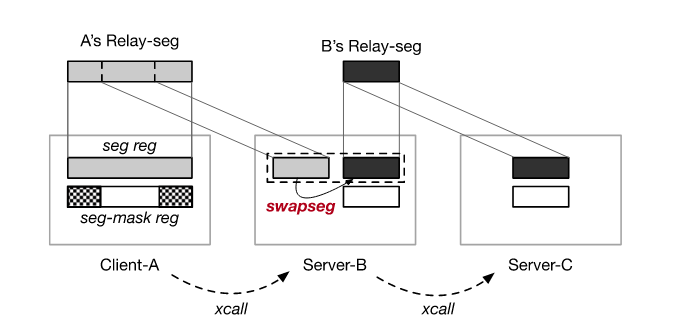 A's Relay-seg
B's Relay-seg
seg reg
seg-mask reg
swapseg
Client-A
Server-B
Server-C
xcall
xcall